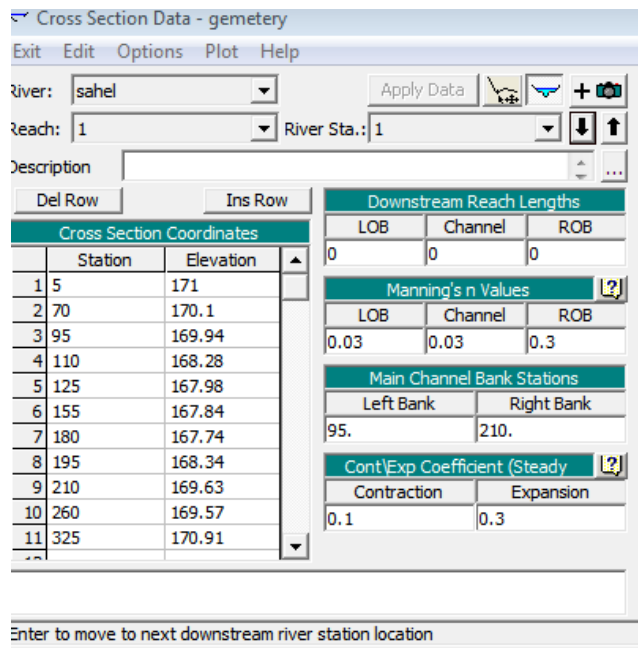 Cross Section Data - gemetery
Exit Edit Options Plot Help
River: sahel Apply Data
Reach: 1 River Sta.: 1
Description ...
Del Row Ins Row Downstream Reach Lengths
Cross Section Coordinates LOB Channel ROB
Station Elevation 0 0 0
1 5 171 Manning's n Values
2 70 170.1 LOB Channel ROB
3 95 169.94 0.03 0.03 0.3
4 110 168.28
5 125 167.98 Main Channel Bank Stations
6 155 167.84 Left Bank Right Bank
7 180 167.74 95. 210.
8 195 168.34 Cont\Exp Coefficient (Steady
9 210 169.63 Contraction Expansion
10 260 169.57 0.1 0.3
11 325 170.91
Enter to move to next downstream river station location